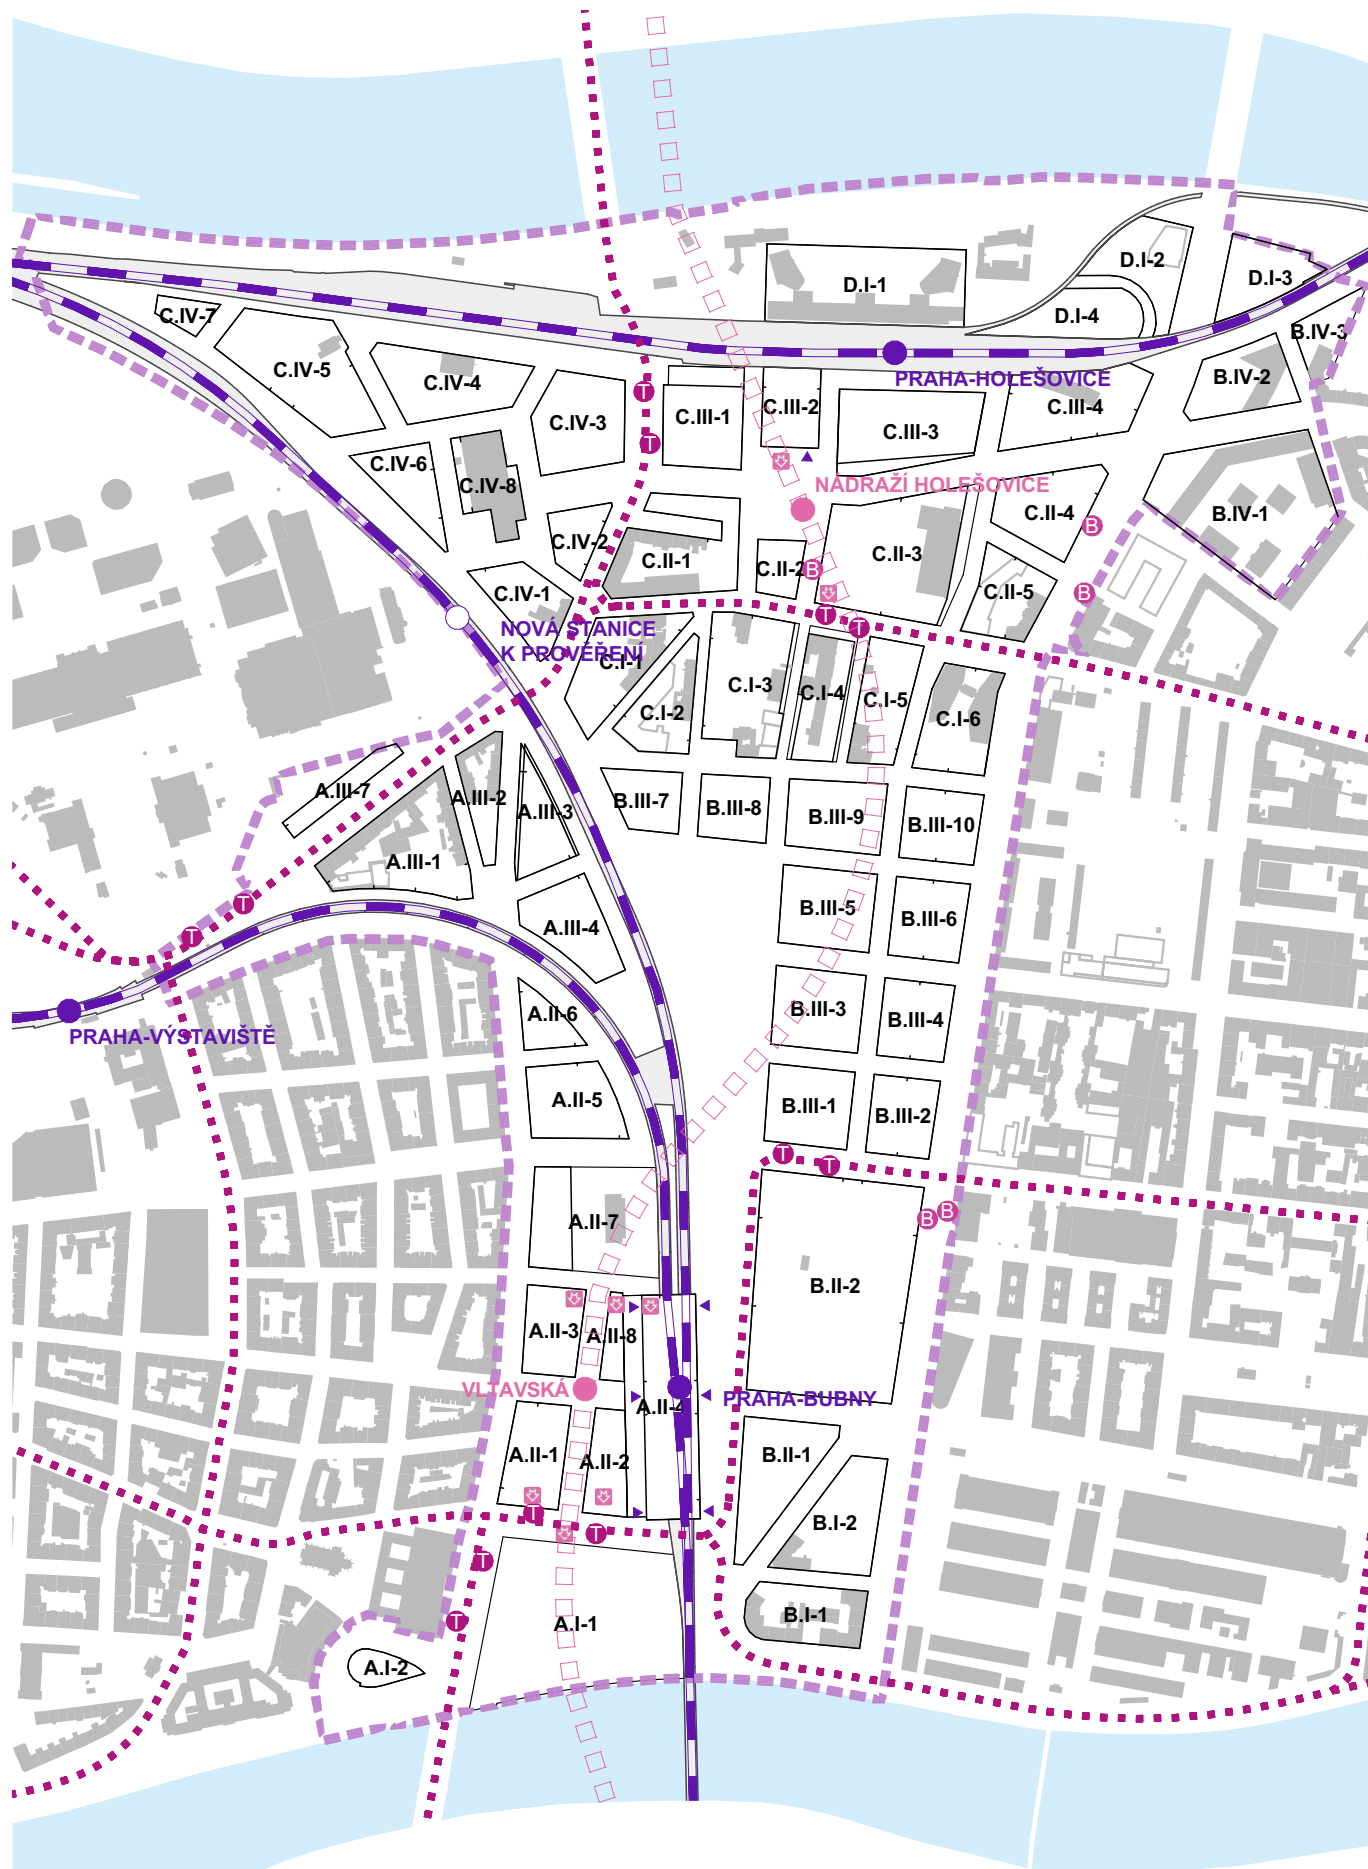 D.I-2
D.I-3
D.I-1
D.I-4
C.IV-7
B.IV-3
C.IV-5
C.IV-4
PRAHA-HOLEŠOVICE
B.IV-2
T
C.III-2
C.III-4
C.IV-3
C.III-1
C.III-3
T
C.IV-6
C.IV-8
NÁDRAŽÍ HOLEŠOVICE
C.II-4
B.IV-1
B
C.IV-2
C.II-1
C.II-2
B
C.II-3
C.II-5
B
C.IV-1
T
T
NOVÁ STANICE
K PROVĚŘENÍ
C.I-1
C.I-2
C.I-3
C.I-4
C.I-5
C.I-6
A.III-7
A.III-2
A.III-3
B.III-7
B.III-8
B.III-9
B.III-10
A.III-1
T
B.III-5
B.III-6
T
A.III-4
A.II-6
B.III-3
B.III-4
PRAHA-VÝSTAVIŠTĚ
A.II-5
B.III-1
B.III-2
T
T
A.II-7
B
B
B.II-2
A.II-3
A.II-8
VLTAVSKÁ
A.II-4
PRAHA-BUBNY
A.II-1
A.II-2
B.II-1
T
T
B.I-2
T
T
A.I-1
B.I-1
A.I-2